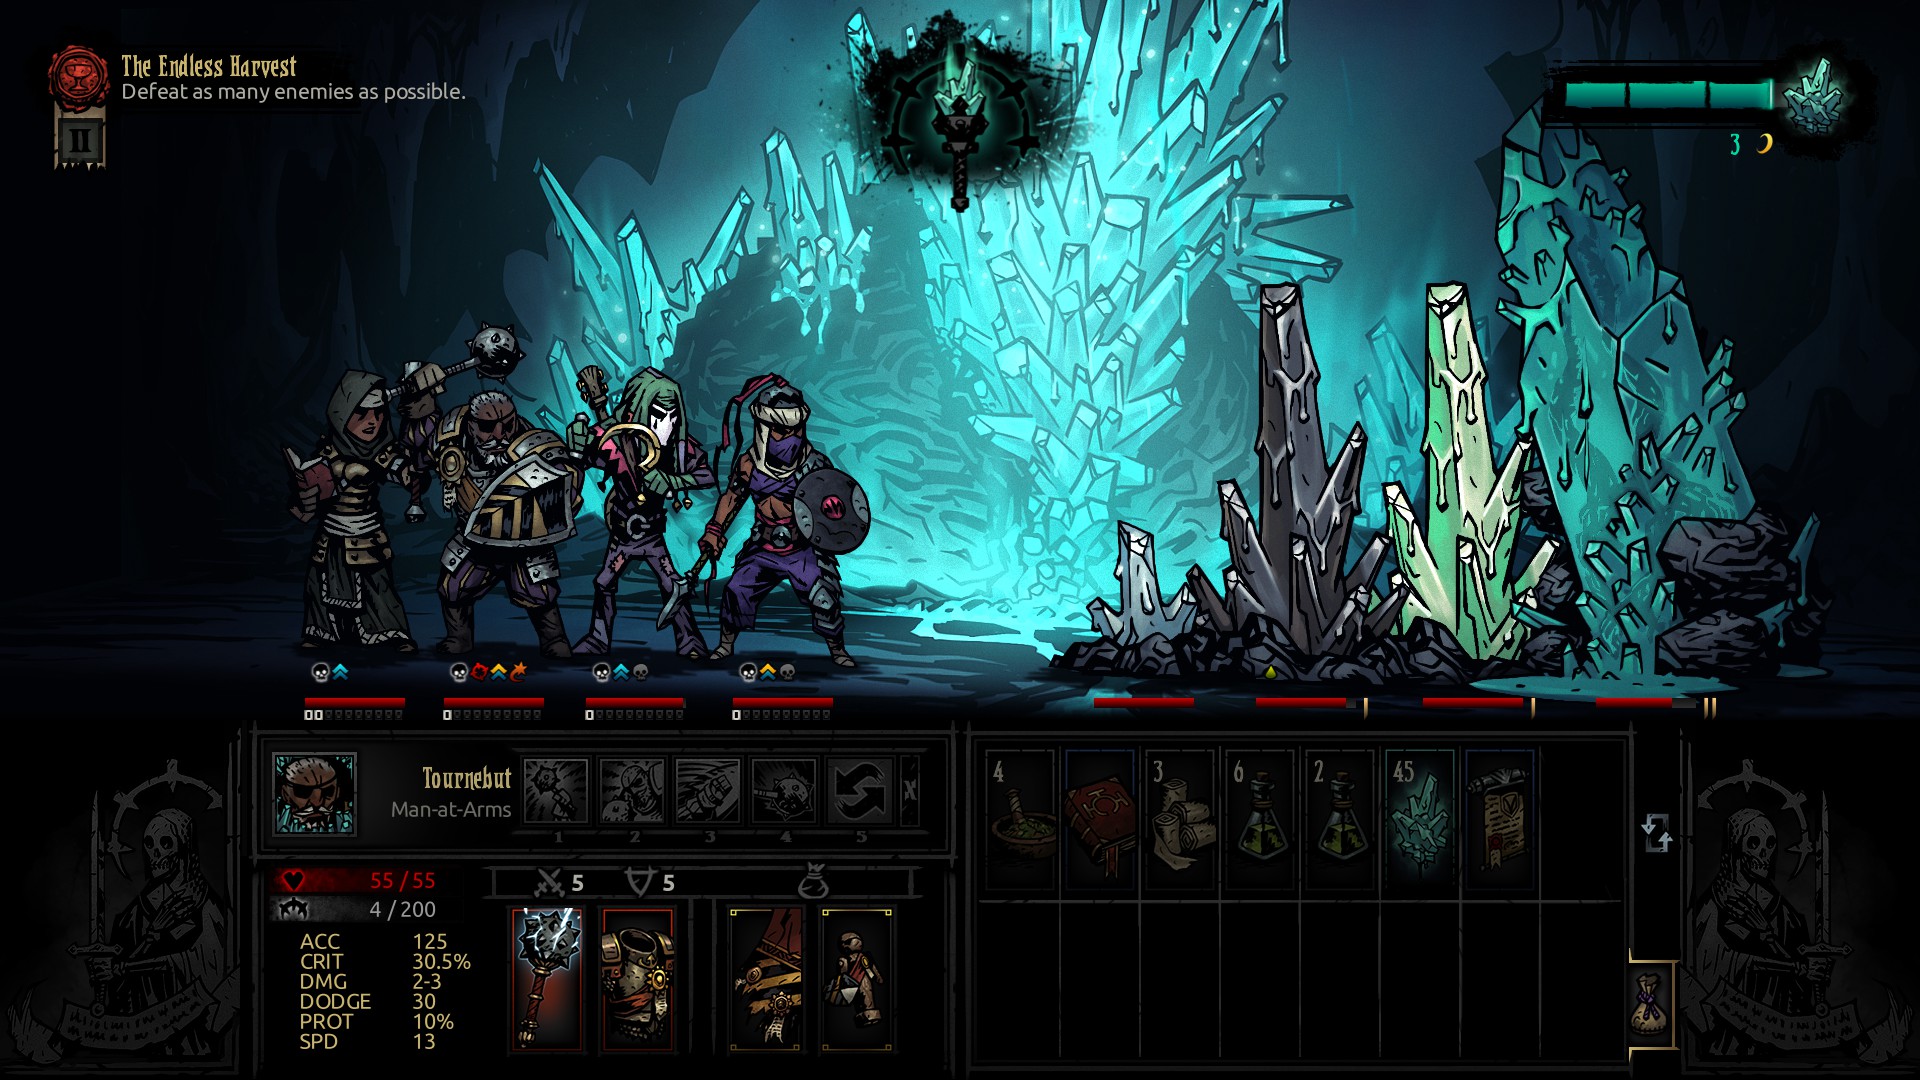 The Endless Harvest
Defeat as many enemies as possible.
II
3
Tournebut
Man-at-Arms
1 2 3 4 5
X
55 / 55
4 / 200
5 5
ACC 125
CRIT 30.5%
DMG 2-3
DODGE 30
PROT 10%
SPD 13
4 3 6 2 45